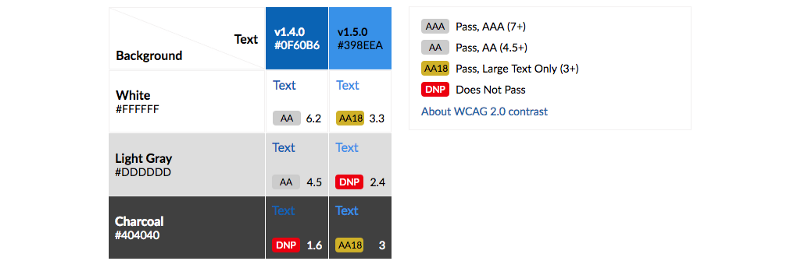 Text
Background
v1.4.0
#0F60B6
v1.5.0
#398EEA
White
#FFFFFF
Text
AA 6.2
Text
AA18 3.3
Light Gray
#DDDDDD
Text
AA 4.5
Text
DNP 2.4
Charcoal
#404040
Text
DNP 1.6
Text
AA18 3
AAA Pass, AAA (7+)
AA Pass, AA (4.5+)
AA18 Pass, Large Text Only (3+)
DNP Does Not Pass
About WCAG 2.0 contrast